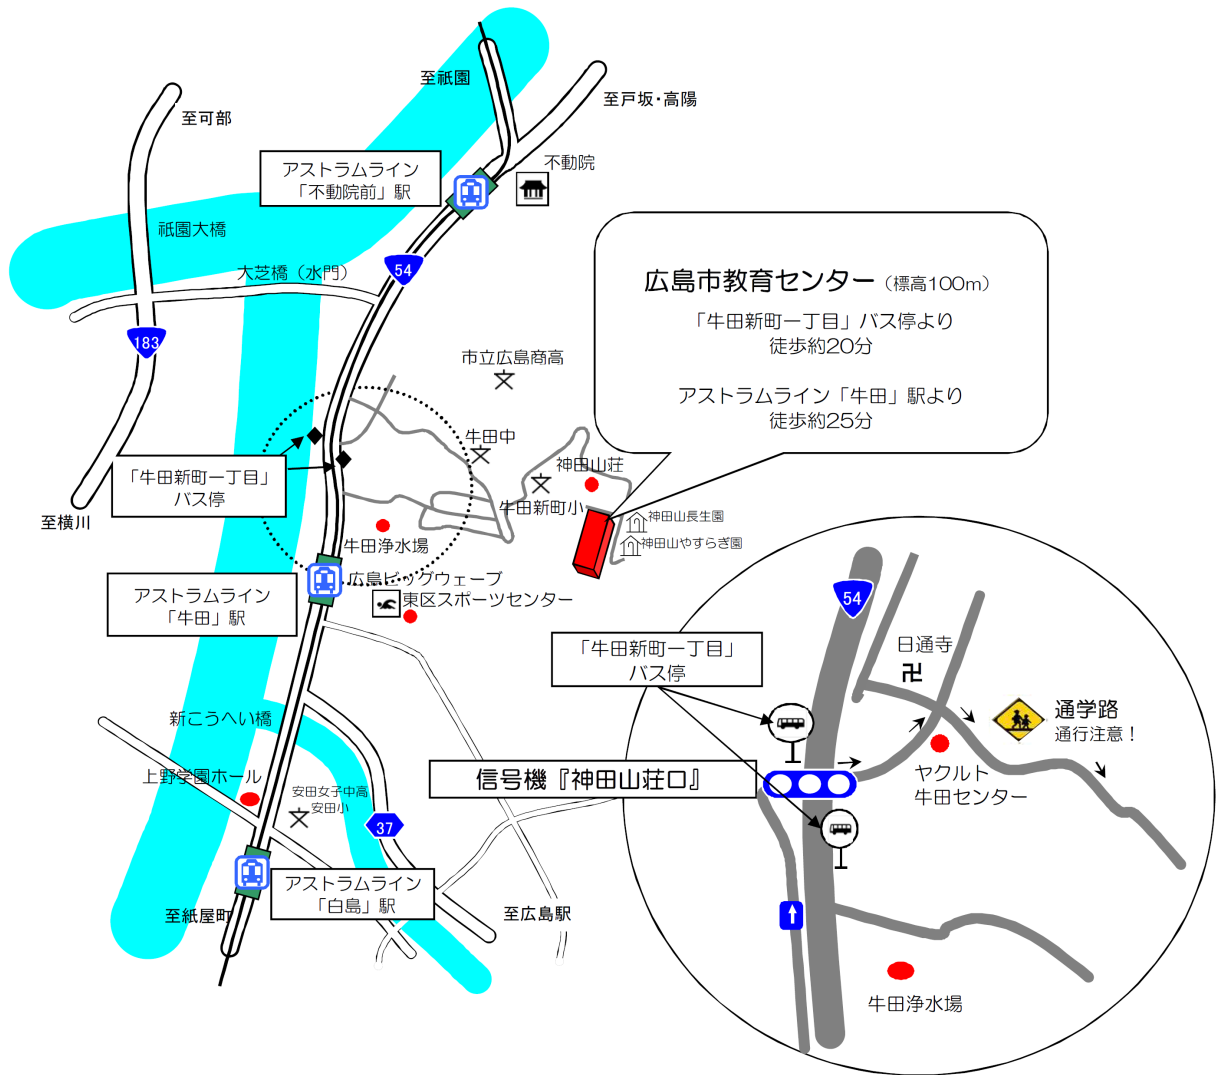 至祇園
至戸坂・高陽
至可部
アストラムライン
「不動院前」駅
不動院
祇園大橋
大芝橋（水門）
54
183
広島市教育センター（標高100m）
「牛田新町一丁目」バス停より
徒歩約20分
アストラムライン「牛田」駅より
徒歩約25分
市立広島商高
牛田中
神田山荘
牛田新町小
神田山長生園
神田山やすらぎ園
「牛田新町一丁目」
バス停
至横川
牛田浄水場
広島ビッグウェーブ
東区スポーツセンター
アストラムライン
「牛田」駅
新こうへい橋
上野学園ホール
安田女子中高
安田小
37
アストラムライン
「白島」駅
至紙屋町
至広島駅
54
「牛田新町一丁目」
バス停
日通寺
卍
通学路
通行注意！
信号機『神田山荘口』
ヤクルト
牛田センター
牛田浄水場